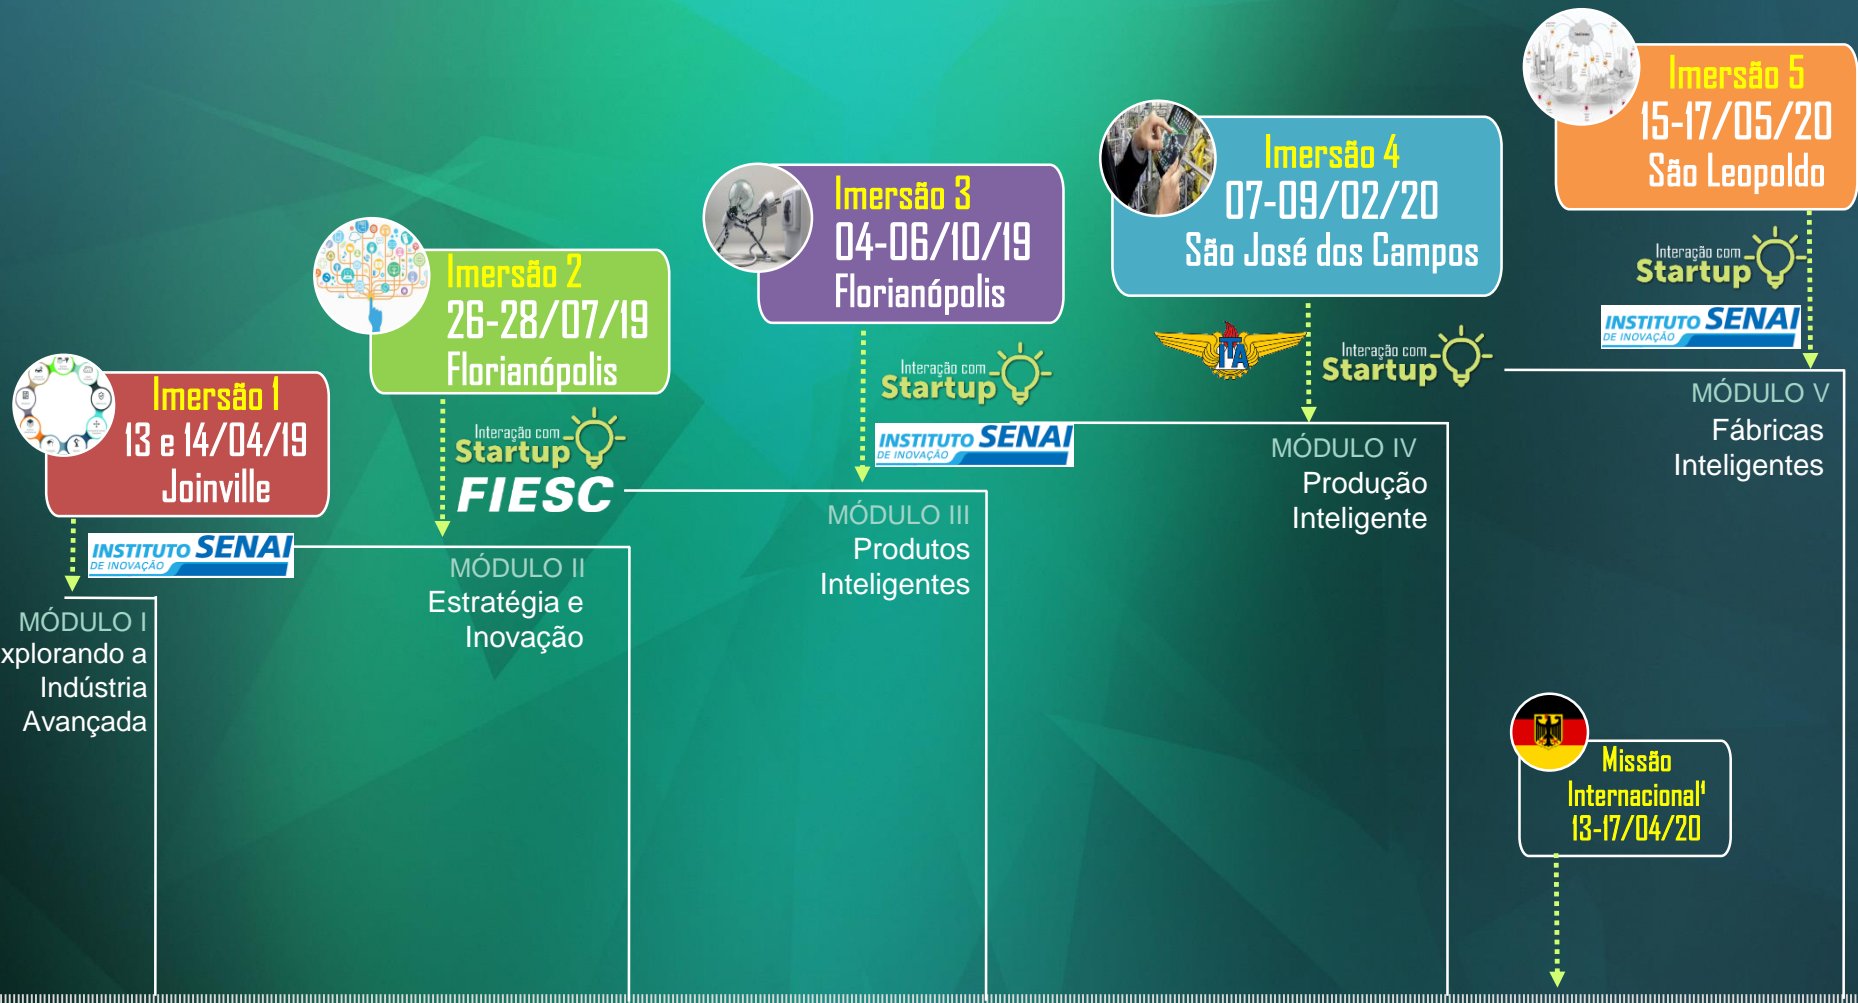 Imersão 1
13 e 14/04/19
Joinville
INSTITUTO SENAI
DE INOVAÇÃO
MÓDULO I
xplorando a
Indústria
Avançada
Imersão 2
26-28/07/19
Florianópolis
Interação com
Startup
FIESC
MÓDULO II
Estratégia e
Inovação
Imersão 3
04-06/10/19
Florianópolis
Interação com
Startup
INSTITUTO SENAI
DE INOVAÇÃO
MÓDULO III
Produtos
Inteligentes
Imersão 4
07-09/02/20
São José dos Campos
ITA
Interação com
Startup
MÓDULO IV
Produção
Inteligente
Imersão 5
15-17/05/20
São Leopoldo
Interação com
Startup
INSTITUTO SENAI
DE INOVAÇÃO
MÓDULO V
Fábricas
Inteligentes
Missão
Internacional¹
13-17/04/20